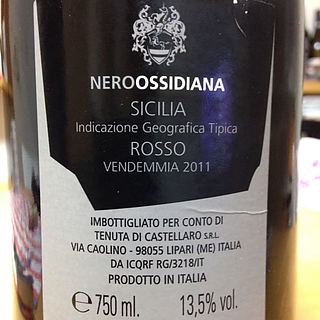 NEROOSSIDIANA
SICILIA
Indicazione Geografica Tipica
ROSSO
VENDEMMIA 2011
IMBOTTIGLIATO PER CONTO DI
TENUTA DI CASTELLARO S.R.L.
VIA CAOLINO - 98055 LIPARI (ME) ITALIA
DA ICQRF RG/3218/IT
PRODOTTO IN ITALIA
℮ 750 ml. 13,5% vol.